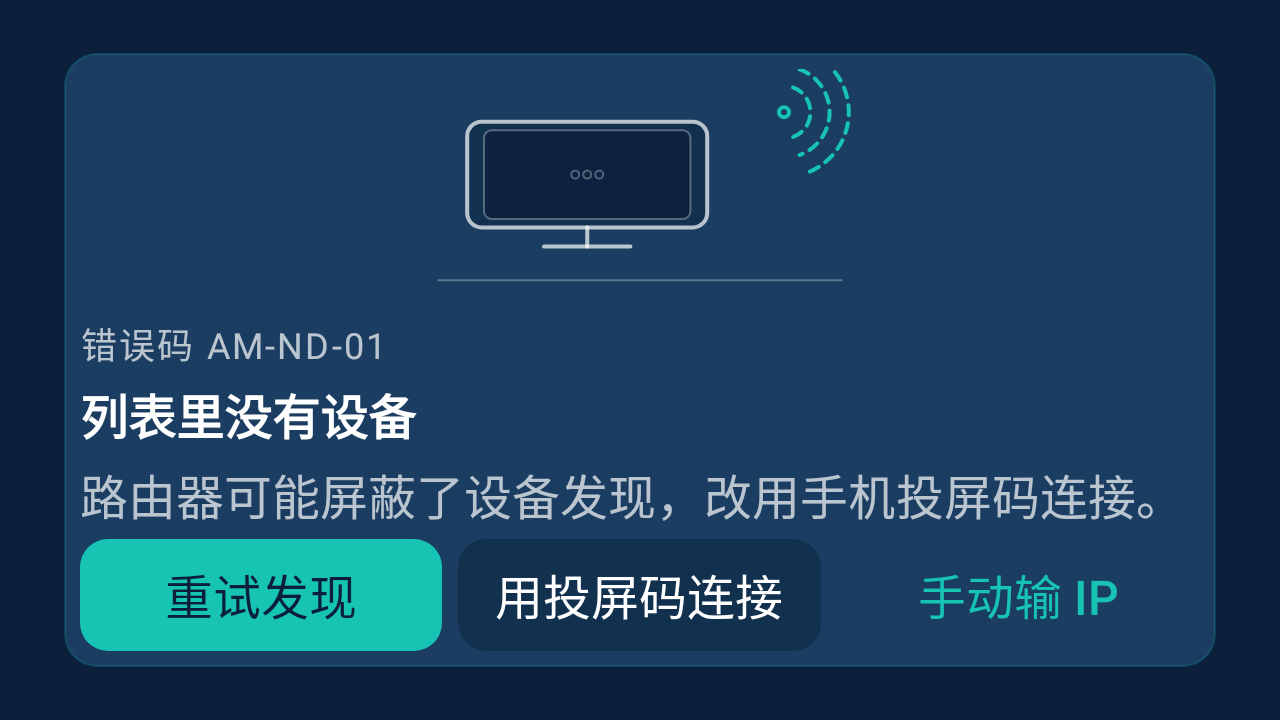 错误码 AM-ND-01
列表里没有设备
路由器可能屏蔽了设备发现，改用手机投屏码连接。
重试发现
用投屏码连接
手动输 IP